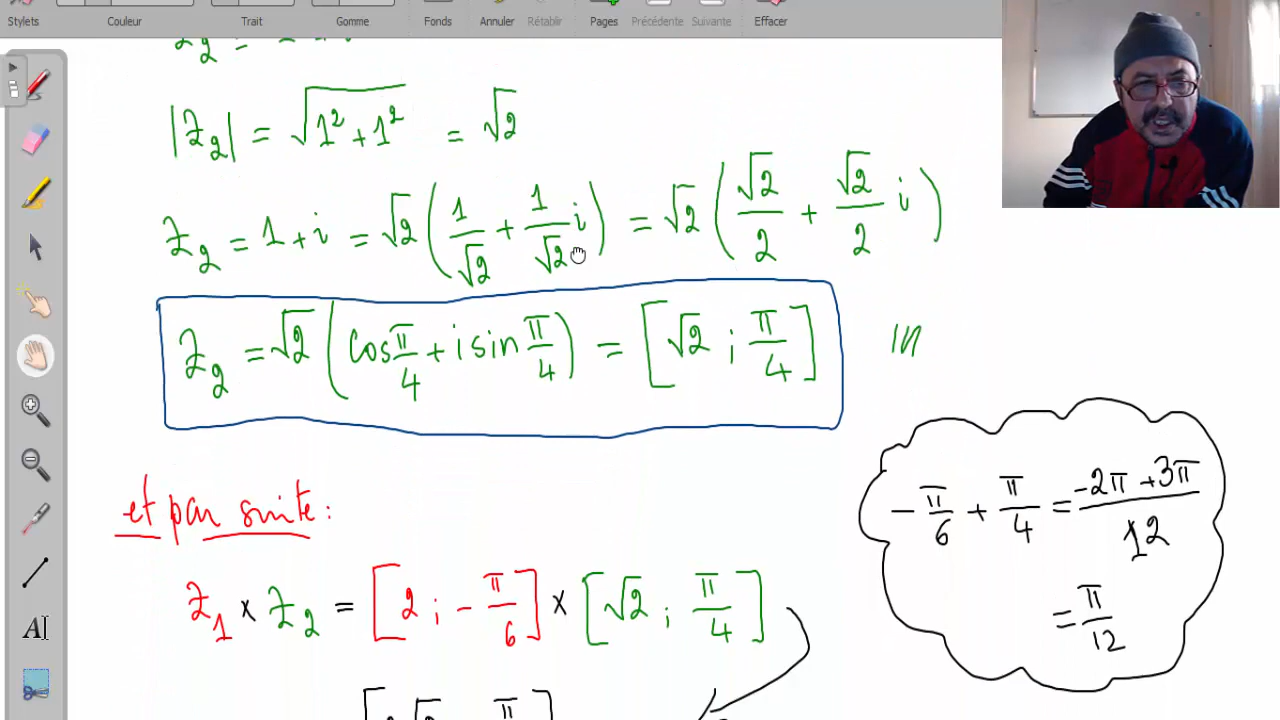 Stylets Couleur Trait Gomme Fonds Annuler Rétablir Pages Précédente Suivante Effacer
|z₂| = √(1² + 1²) = √2
z₂ = 1 + i = √2 (1/√2 + 1/√2 i) = √2 (√2/2 + √2/2 i)
z₂ = √2 (cos π/4 + i sin π/4) = [√2 ; π/4]
et par suite :
-π/6 + π/4 = (-2π + 3π)/12
= π/12
z₁ × z₂ = [2 ; -π/6] × [√2 ; π/4]